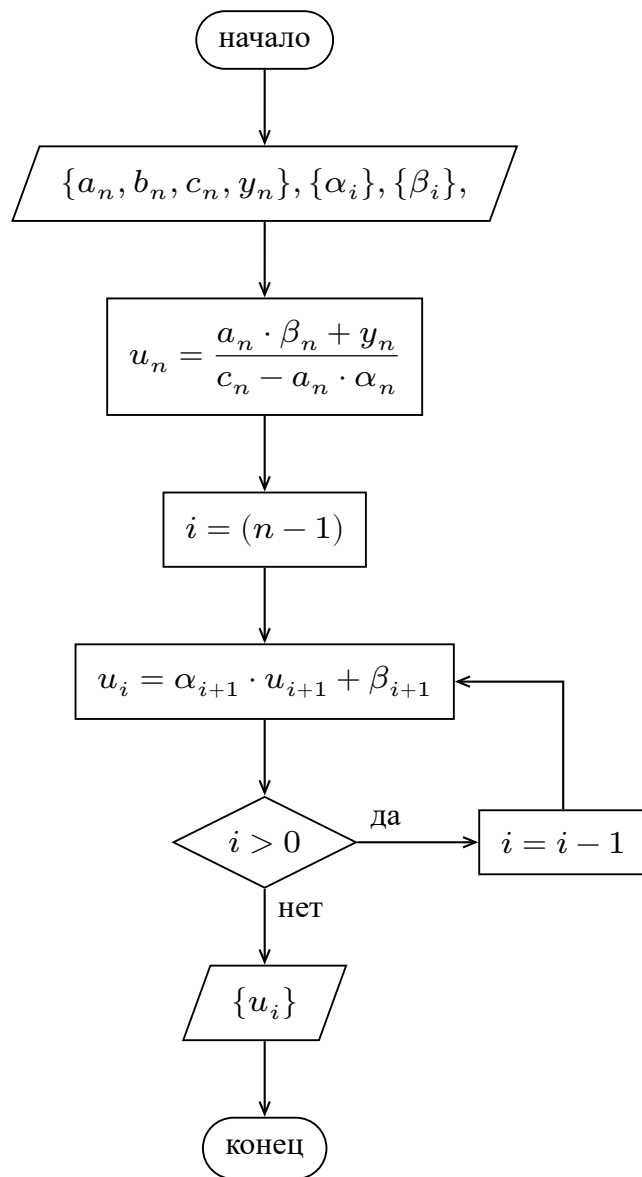 начало
{a_n, b_n, c_n, y_n}, {α_i}, {β_i},
u_n = \frac{a_n · β_n + y_n}{c_n − a_n · α_n}
i = (n − 1)
u_i = α_{i+1} · u_{i+1} + β_{i+1}
i > 0
да
i = i − 1
нет
{u_i}
конец